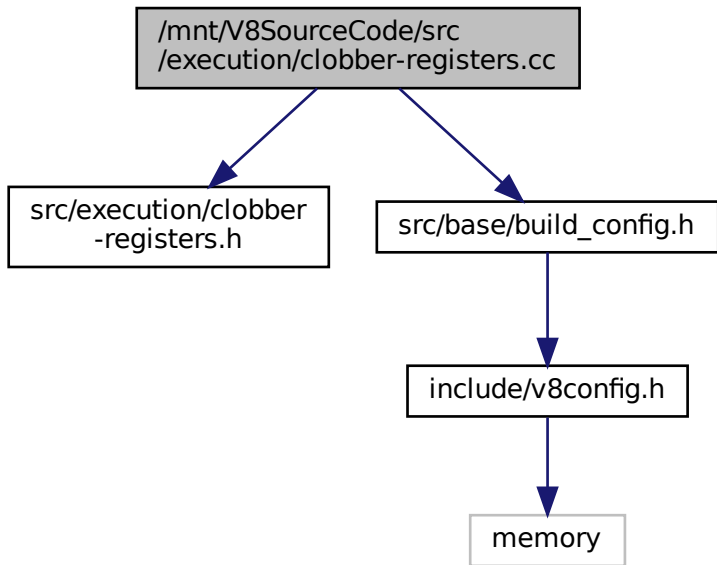 /mnt/V8SourceCode/src
/execution/clobber-registers.cc
src/execution/clobber
-registers.h
src/base/build_config.h
include/v8config.h
memory